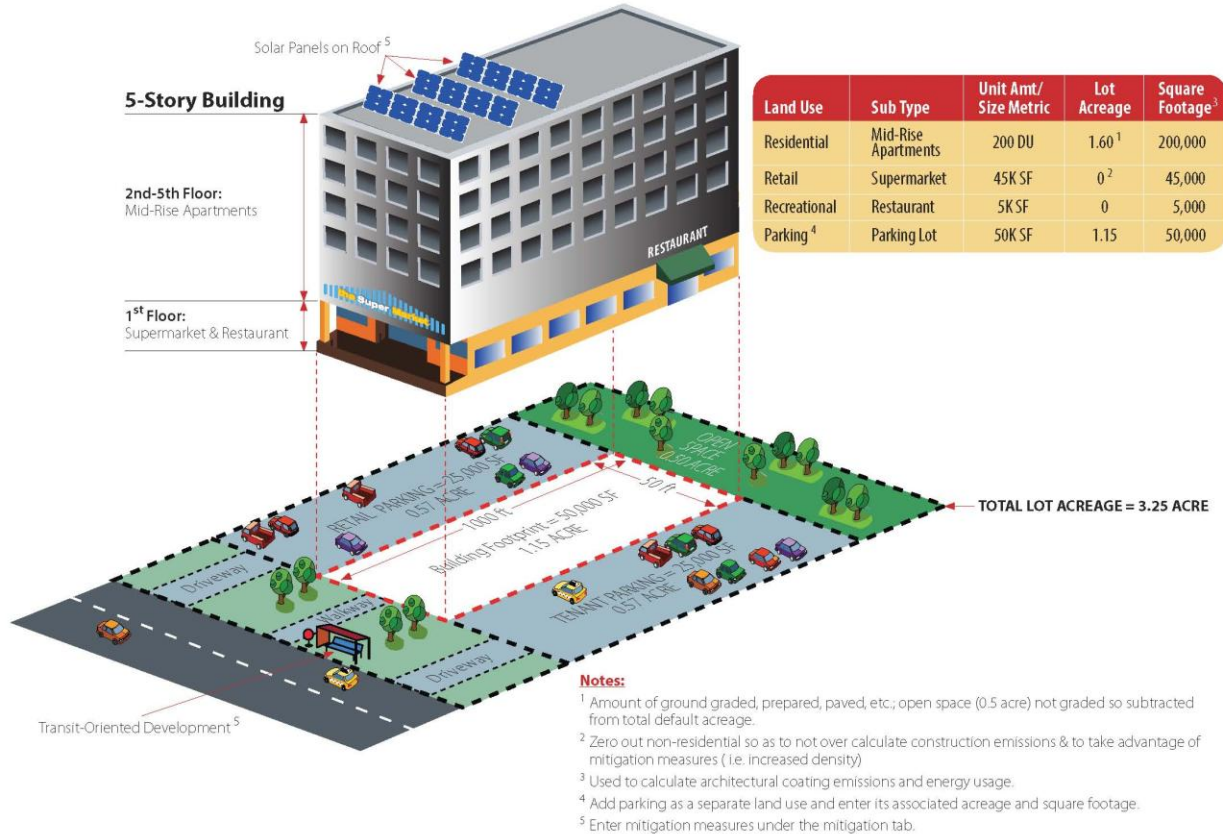 Solar Panels on Roof 5
5-Story Building
2nd-5th Floor:
Mid-Rise Apartments
1st Floor:
Supermarket & Restaurant
the Super Market
RESTAURANT
Land Use
Sub Type
Unit Amt/
Size Metric
Lot
Acreage
Square
Footage3
Residential
Mid-Rise
Apartments
200 DU
1.60 1
200,000
Retail
Supermarket
45K SF
0 2
45,000
Recreational
Restaurant
5K SF
0
5,000
Parking 4
Parking Lot
50K SF
1.15
50,000
OPEN
SPACE
0.50 ACRE
RETAIL PARKING = 25,000 SF
0.57 ACRE
1000 ft
50 ft
Building Footprint = 50,000 SF
1.15 ACRE
TENANT PARKING = 25,000 SF
0.57 ACRE
TOTAL LOT ACREAGE = 3.25 ACRE
Driveway
Walkway
Driveway
Transit-Oriented Development 5
Notes:
1 Amount of ground graded, prepared, paved, etc.; open space (0.5 acre) not graded so subtracted
from total default acreage.
2 Zero out non-residential so as to not over calculate construction emissions & to take advantage of
mitigation measures ( i.e. increased density)
3 Used to calculate architectural coating emissions and energy usage.
4 Add parking as a separate land use and enter its associated acreage and square footage.
5 Enter mitigation measures under the mitigation tab.